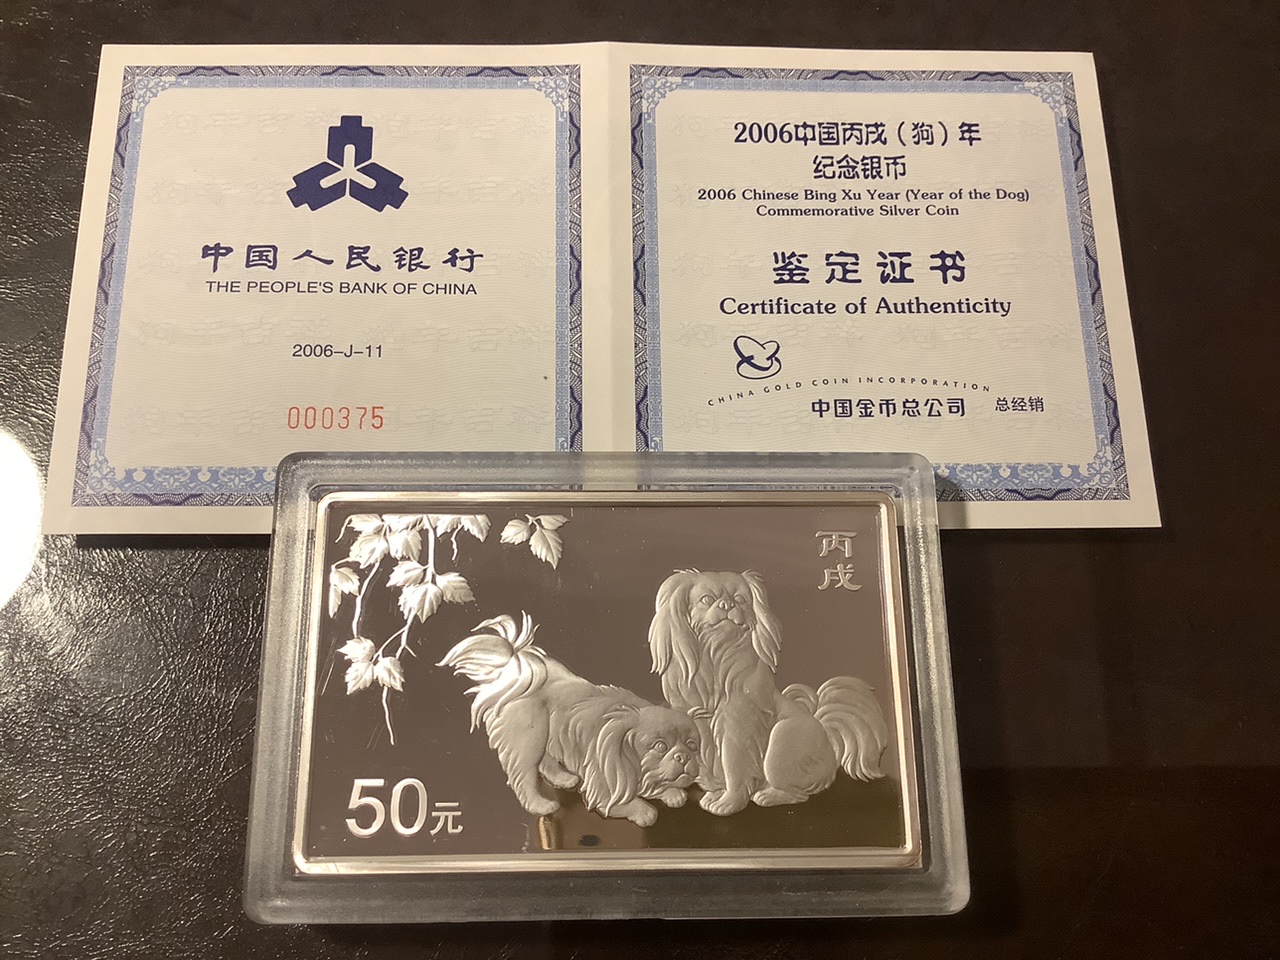 中国人民银行
THE PEOPLE'S BANK OF CHINA
2006-J-11
000375
2006中国丙戌(狗)年
纪念银币
2006 Chinese Bing Xu Year (Year of the Dog)
Commemorative Silver Coin
鉴定证书
Certificate of Authenticity
CHINA GOLD COIN INCORPORATION
中国金币总公司 总经销
丙戌
50元